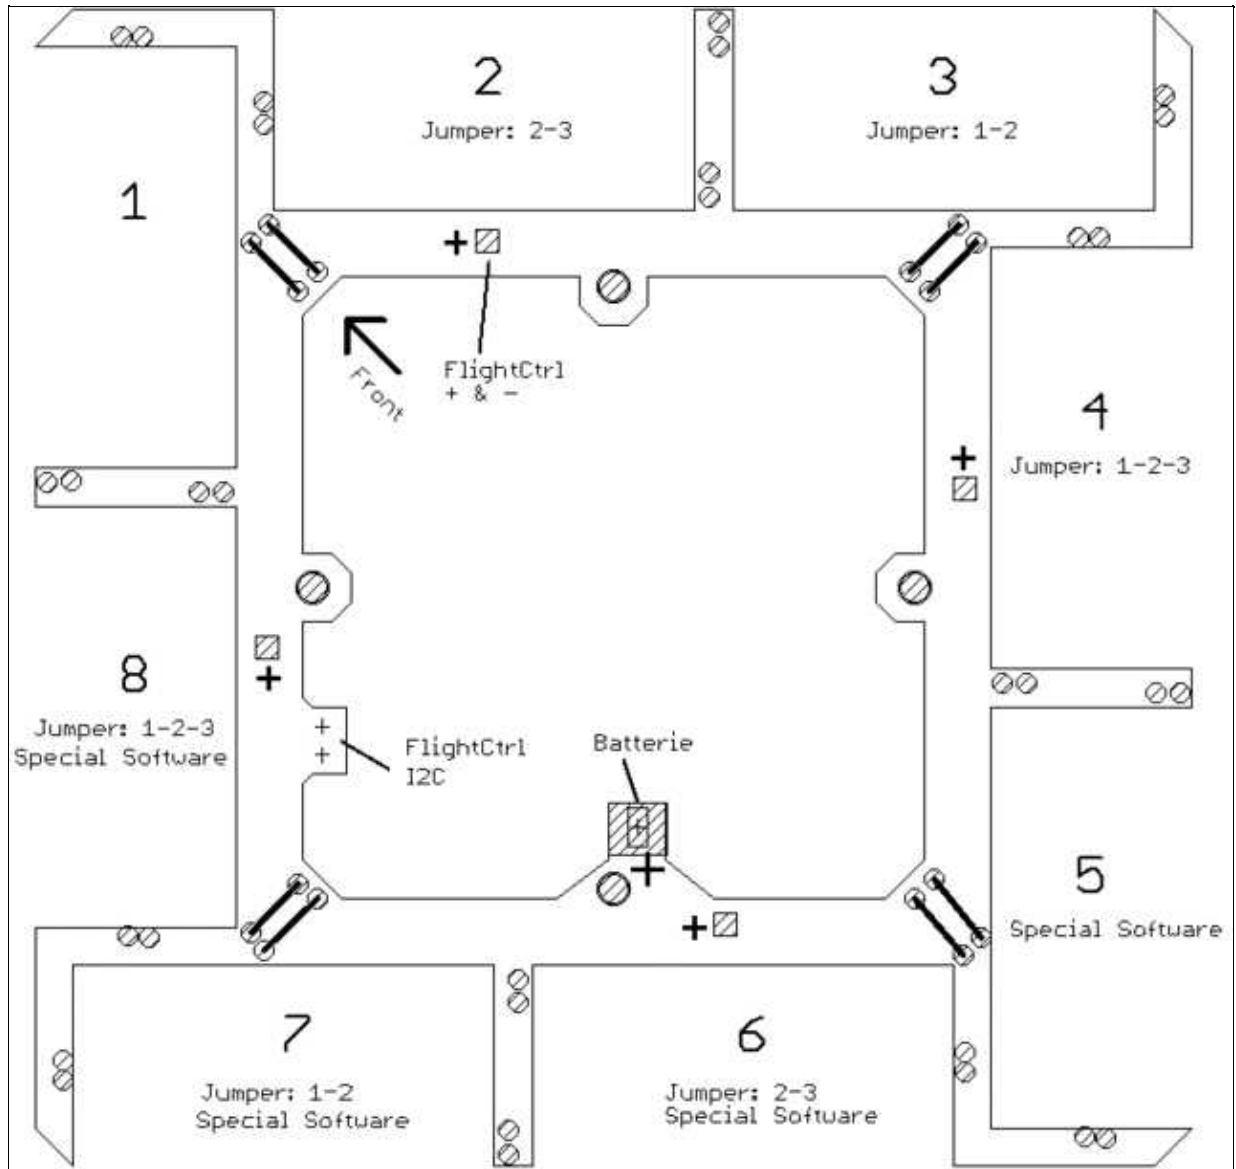 2
Jumper: 2-3
3
Jumper: 1-2
1
+
Front
FlightCtrl
+ & -
4
Jumper: 1-2-3
+
8
Jumper: 1-2-3
Special Software
+
+
+
FlightCtrl
I2C
Batterie
+
+
+
5
Special Software
7
Jumper: 1-2
Special Software
6
Jumper: 2-3
Special Software